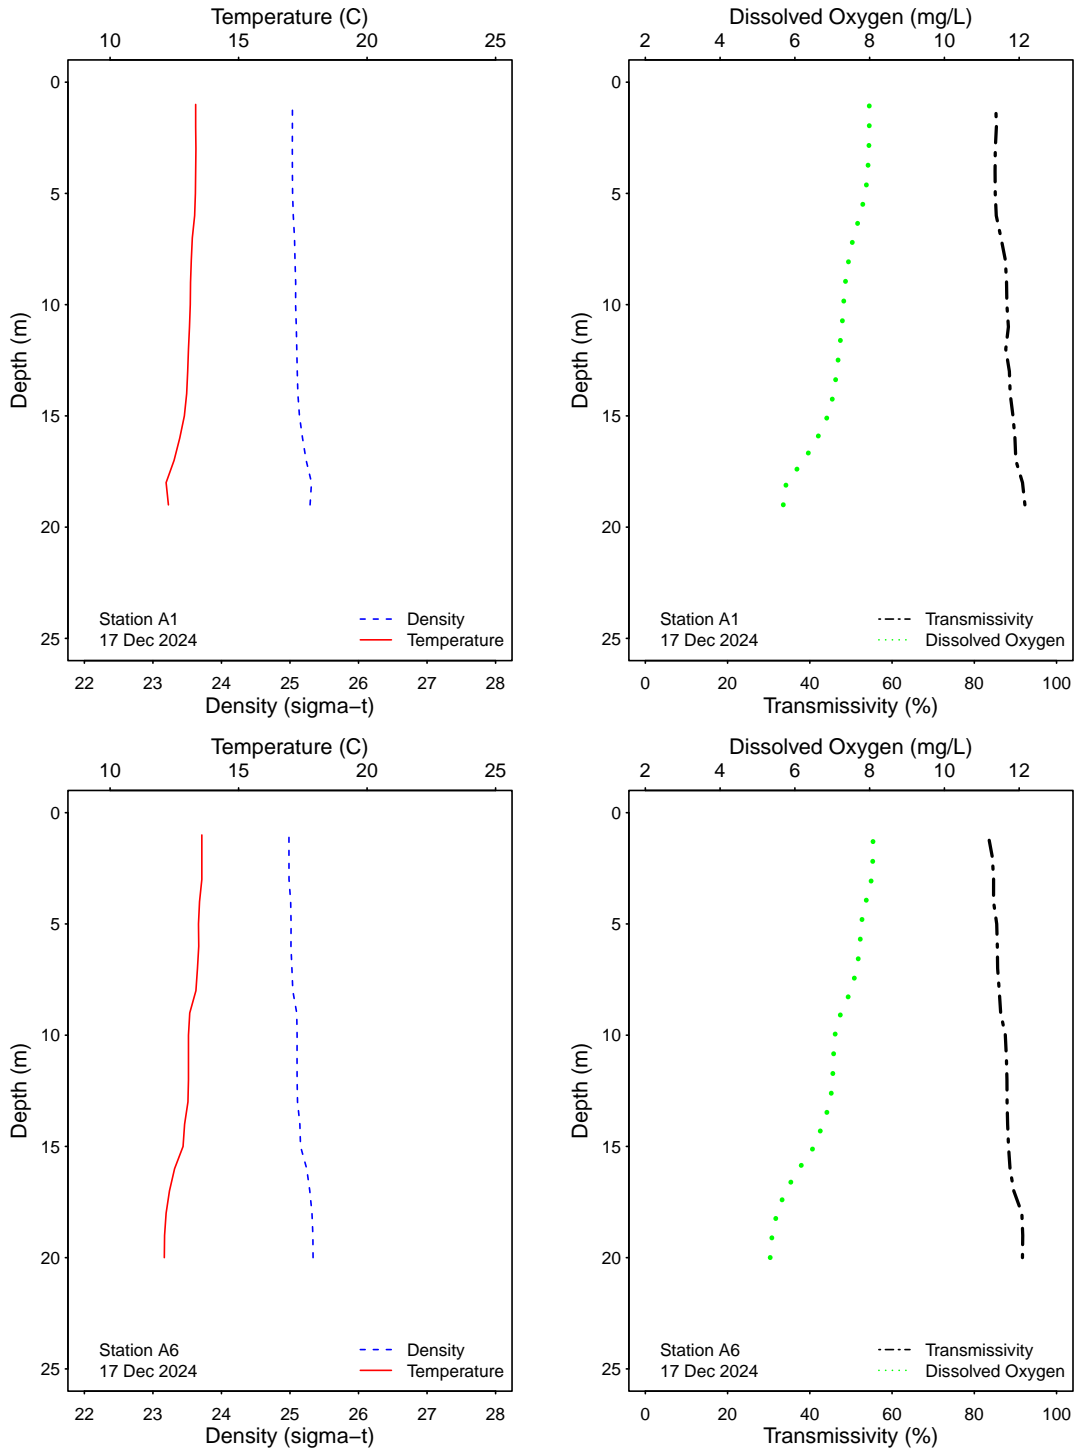 Temperature (C)
10 15 20 25
0
5
10
15
20
25
Depth (m)
Station A1
17 Dec 2024
Density
Temperature
22 23 24 25 26 27 28
Density (sigma−t)
Dissolved Oxygen (mg/L)
2 4 6 8 10 12
0
5
10
15
20
25
Depth (m)
Station A1
17 Dec 2024
Transmissivity
Dissolved Oxygen
0 20 40 60 80 100
Transmissivity (%)
Temperature (C)
10 15 20 25
0
5
10
15
20
25
Depth (m)
Station A6
17 Dec 2024
Density
Temperature
22 23 24 25 26 27 28
Density (sigma−t)
Dissolved Oxygen (mg/L)
2 4 6 8 10 12
0
5
10
15
20
25
Depth (m)
Station A6
17 Dec 2024
Transmissivity
Dissolved Oxygen
0 20 40 60 80 100
Transmissivity (%)